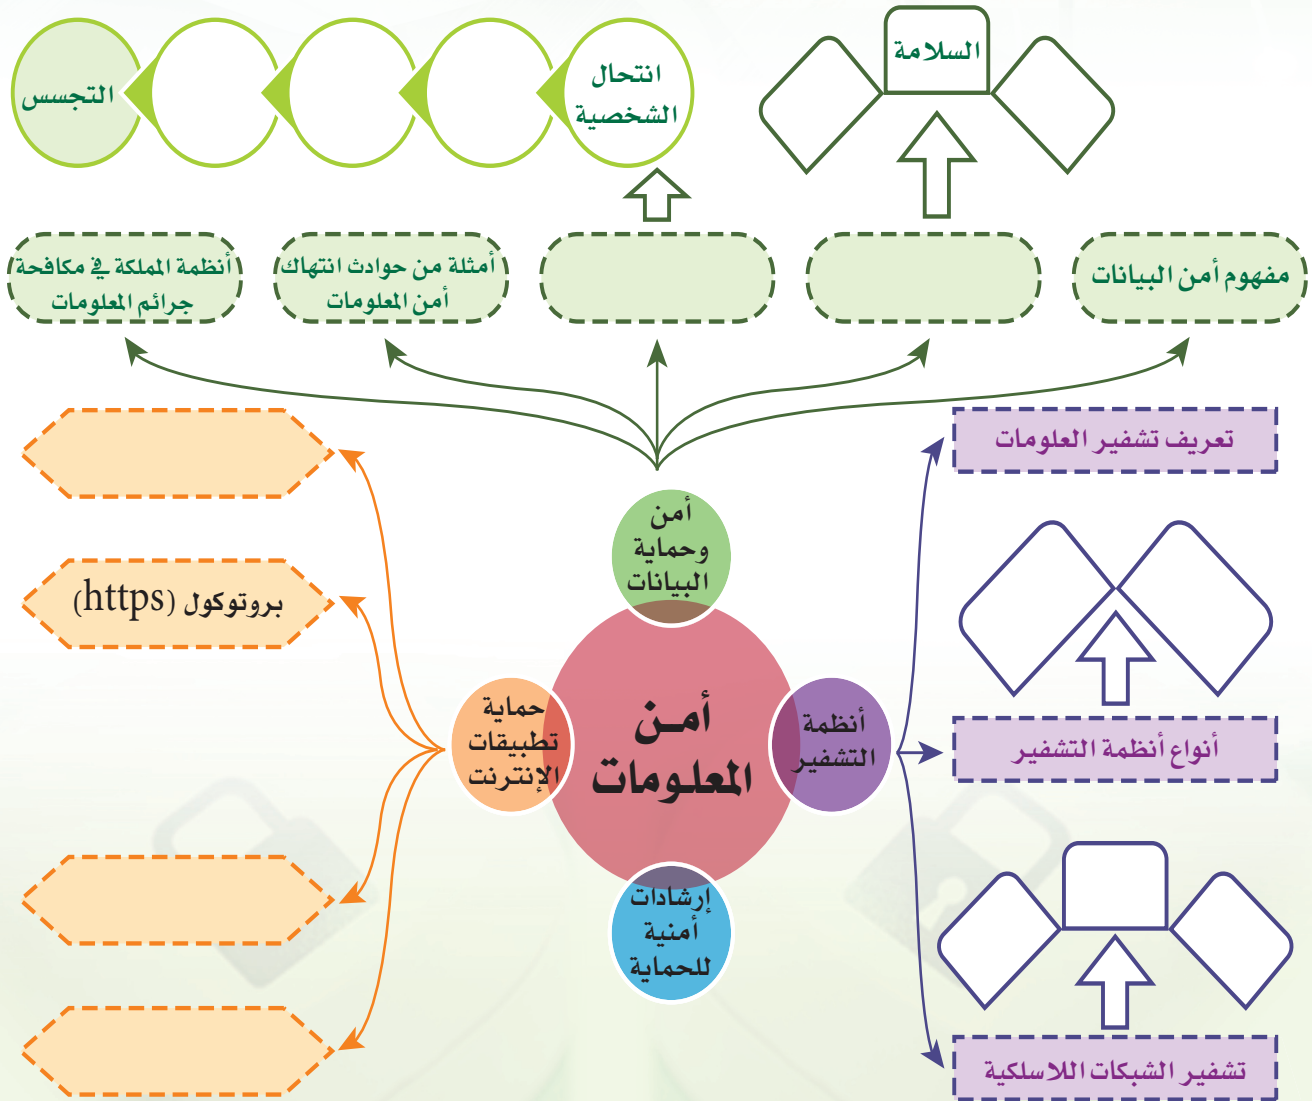 السلامة
انتحال
الشخصية
التجسس
مفهوم أمن البيانات
أمثلة من حوادث انتهاك
أمن المعلومات
أنظمة المملكة في مكافحة
جرائم المعلومات
تعريف تشفير العلومات
أمن
وحماية
البيانات
بروتوكول (https)
أمـن
المعلومات
أنظمة
التشفير
حماية
تطبيقات
الإنترنت
أنواع أنظمة التشفير
إرشادات
أمنية
للحماية
تشفير الشبكات اللاسلكية